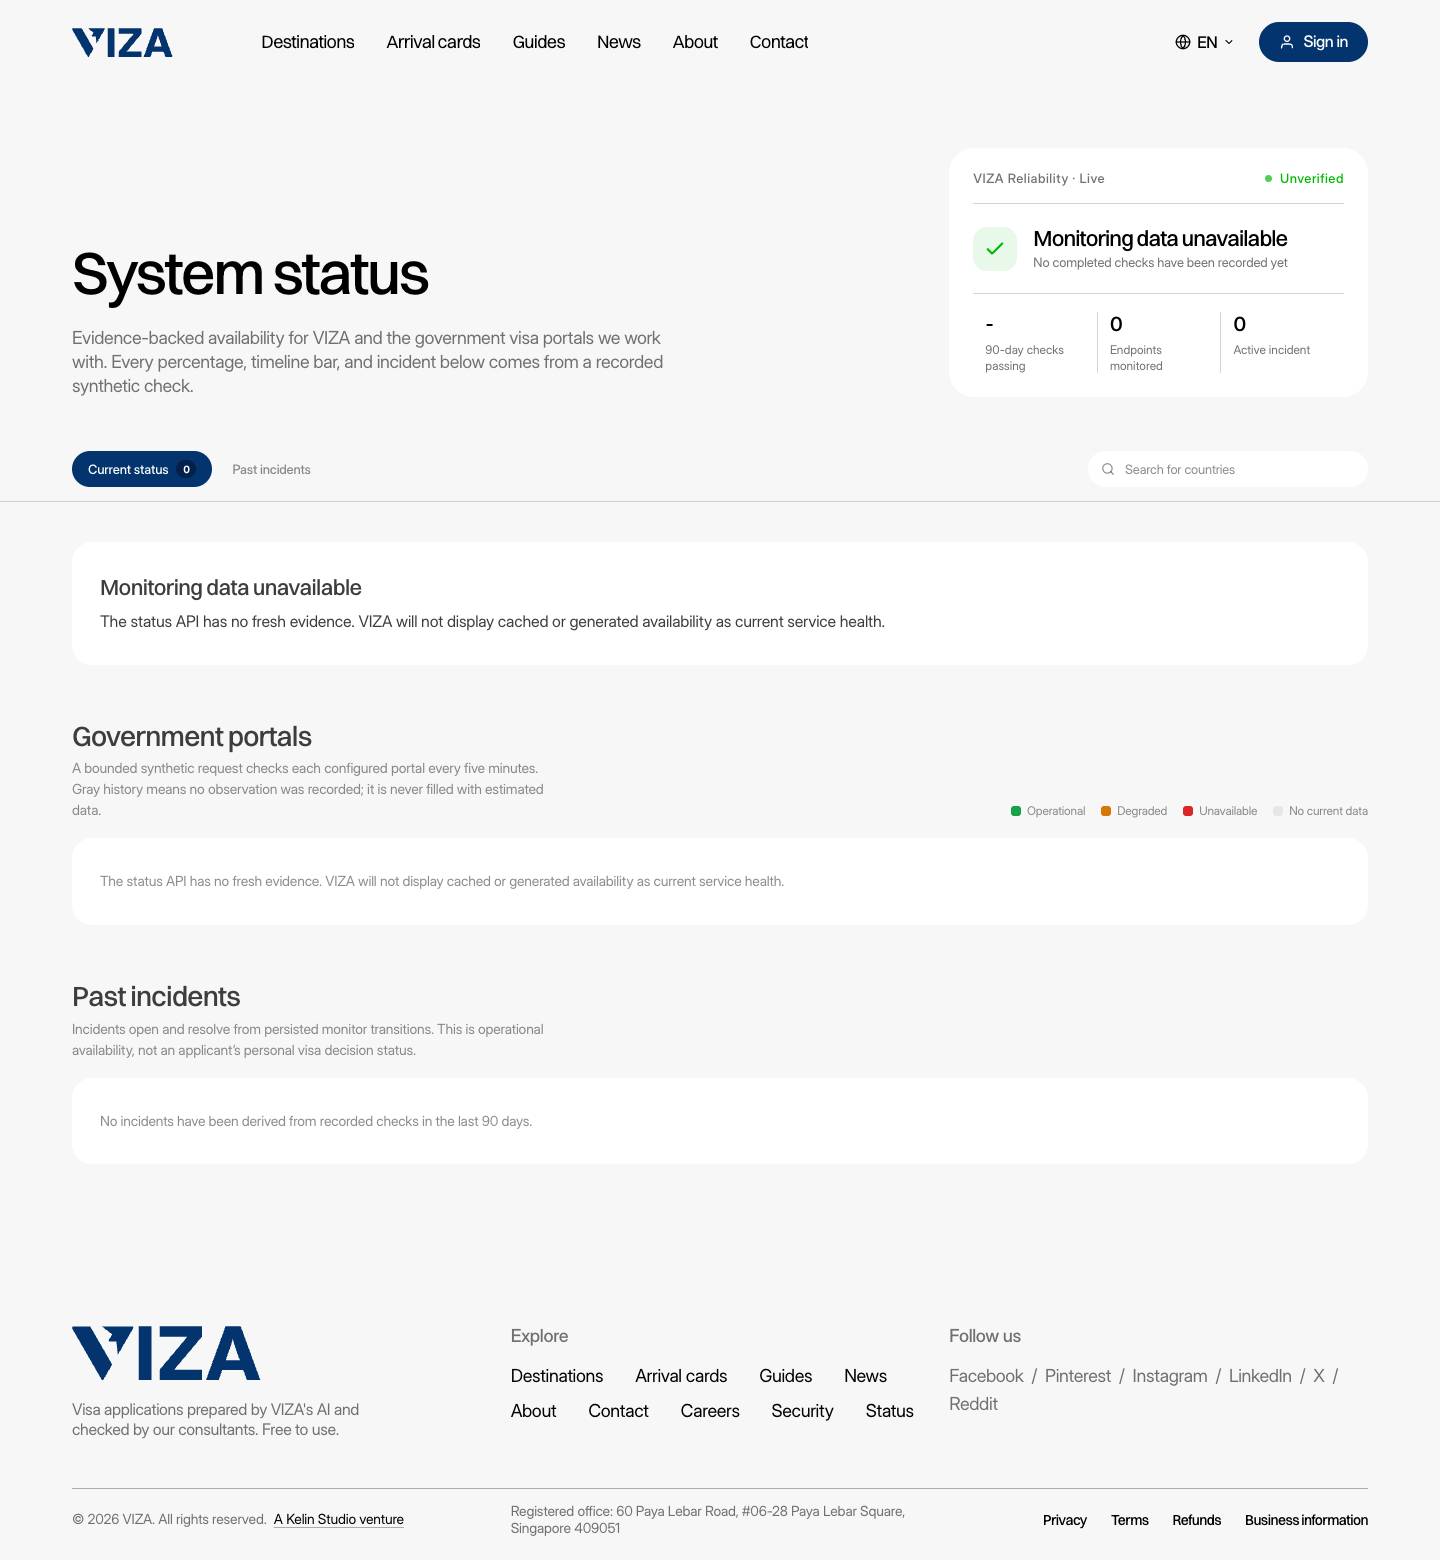 VIZA
Destinations
Arrival cards
Guides
News
About
Contact
EN
Sign in
System status
Evidence-backed availability for VIZA and the government visa portals we work
with. Every percentage, timeline bar, and incident below comes from a recorded
synthetic check.
VIZA Reliability · Live
Unverified
Monitoring data unavailable
No completed checks have been recorded yet
-
90-day checks
passing
0
Endpoints
monitored
0
Active incident
Current status 0
Past incidents
Search for countries
Monitoring data unavailable
The status API has no fresh evidence. VIZA will not display cached or generated availability as current service health.
Government portals
A bounded synthetic request checks each configured portal every five minutes.
Gray history means no observation was recorded; it is never filled with estimated
data.
Operational
Degraded
Unavailable
No current data
The status API has no fresh evidence. VIZA will not display cached or generated availability as current service health.
Past incidents
Incidents open and resolve from persisted monitor transitions. This is operational
availability, not an applicant's personal visa decision status.
No incidents have been derived from recorded checks in the last 90 days.
VIZA
Visa applications prepared by VIZA's AI and
checked by our consultants. Free to use.
Explore
Destinations Arrival cards Guides News
About Contact Careers Security Status
Follow us
Facebook / Pinterest / Instagram / LinkedIn / X /
Reddit
© 2026 VIZA. All rights reserved. A Kelin Studio venture
Registered office: 60 Paya Lebar Road, #06-28 Paya Lebar Square,
Singapore 409051
Privacy Terms Refunds Business information